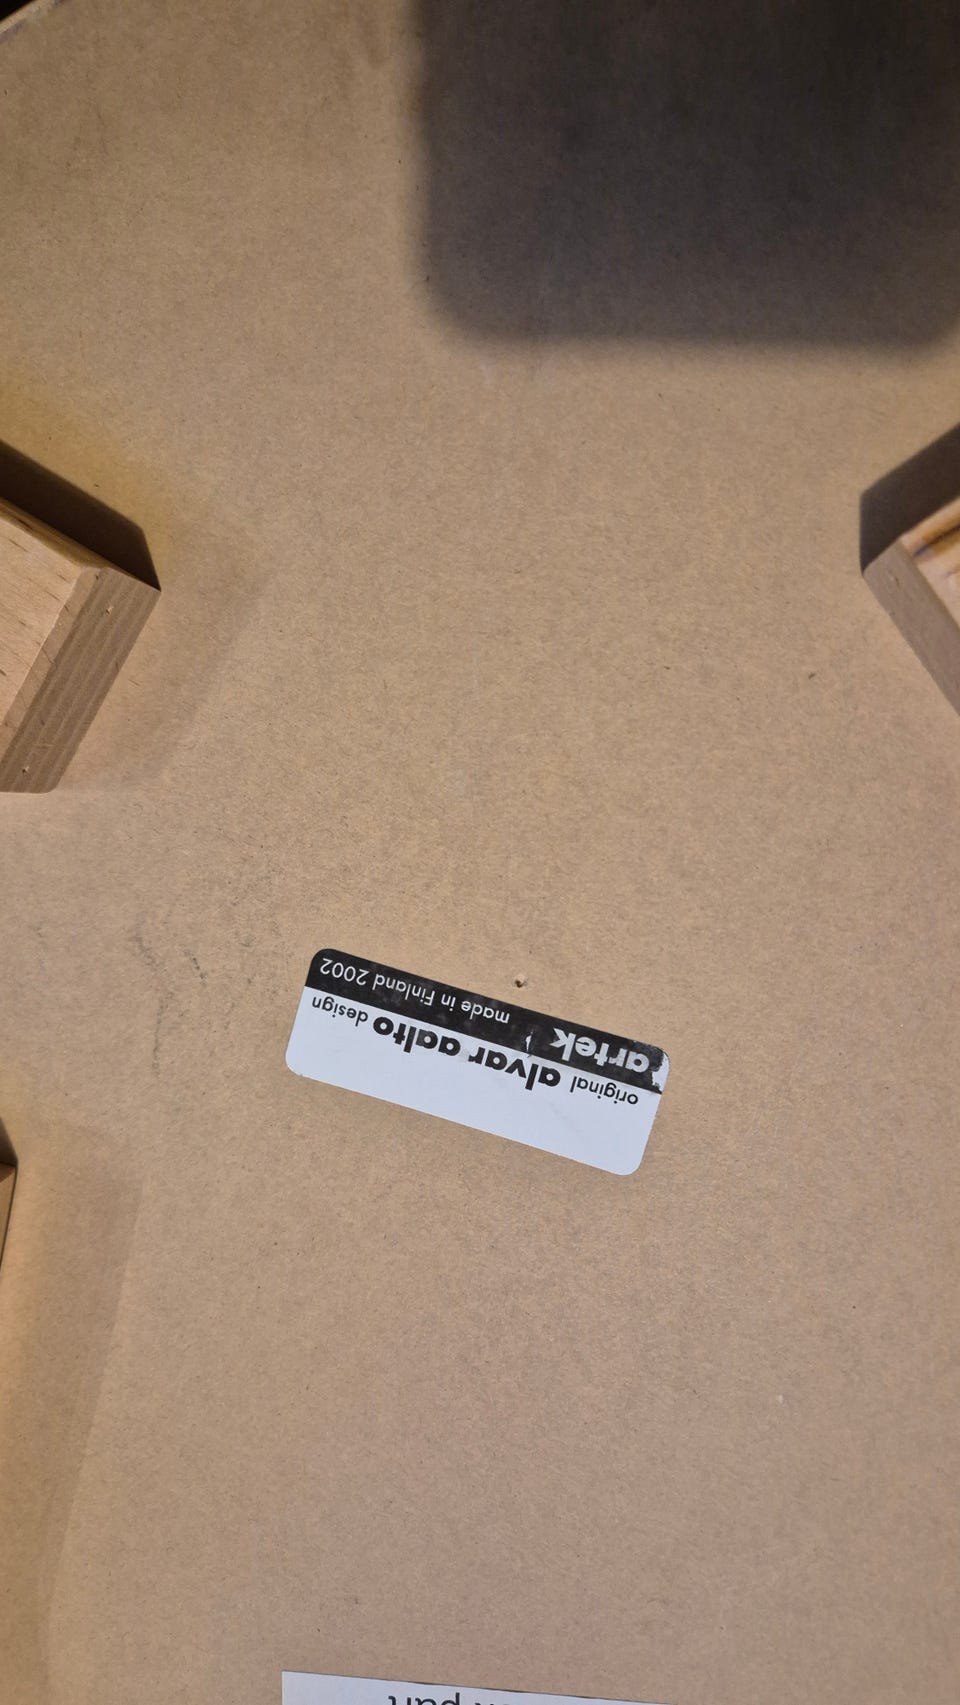 artek made in Finland 2002
original alvar aalto design